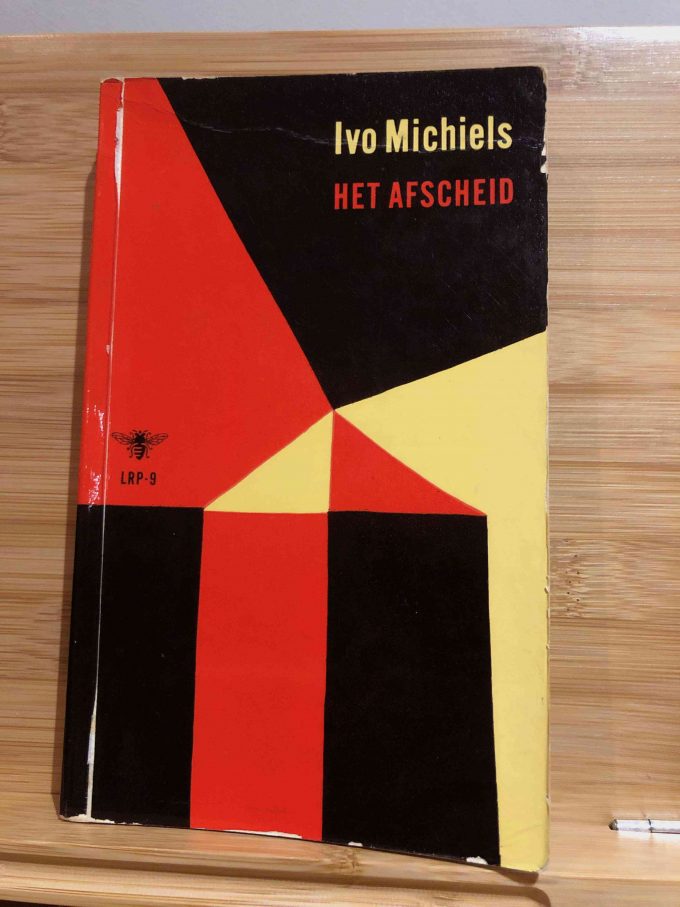 Ivo Michiels
HET AFSCHEID
LRP-9